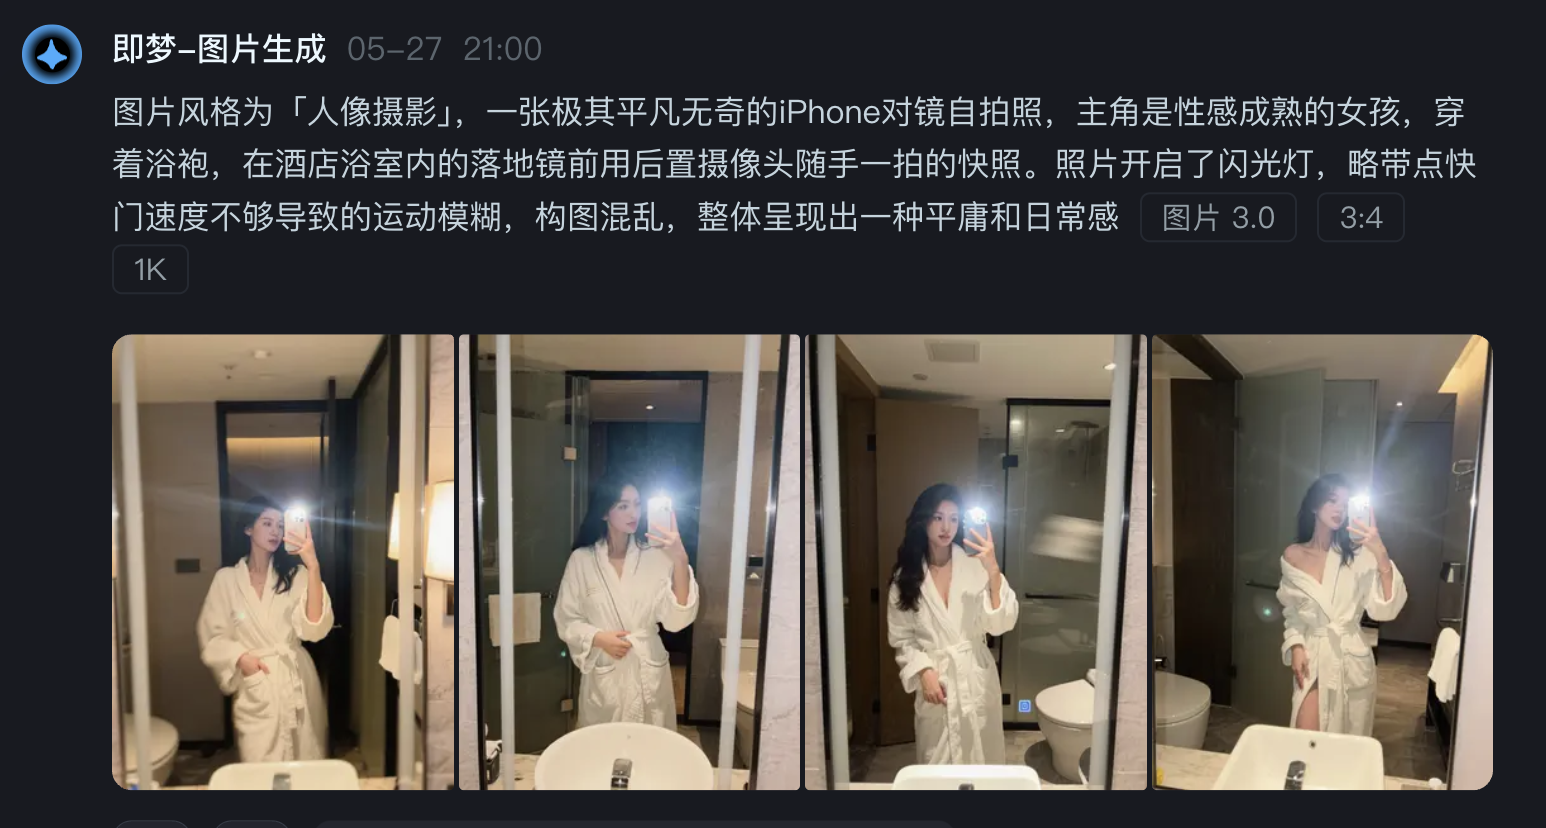 即梦–图片生成 05–27 21:00
图片风格为「人像摄影」，一张极其平凡无奇的iPhone对镜自拍照，主角是性感成熟的女孩，穿
着浴袍，在酒店浴室内的落地镜前用后置摄像头随手一拍的快照。照片开启了闪光灯，略带点快
门速度不够导致的运动模糊，构图混乱，整体呈现出一种平庸和日常感 图片 3.0 3:4
1K